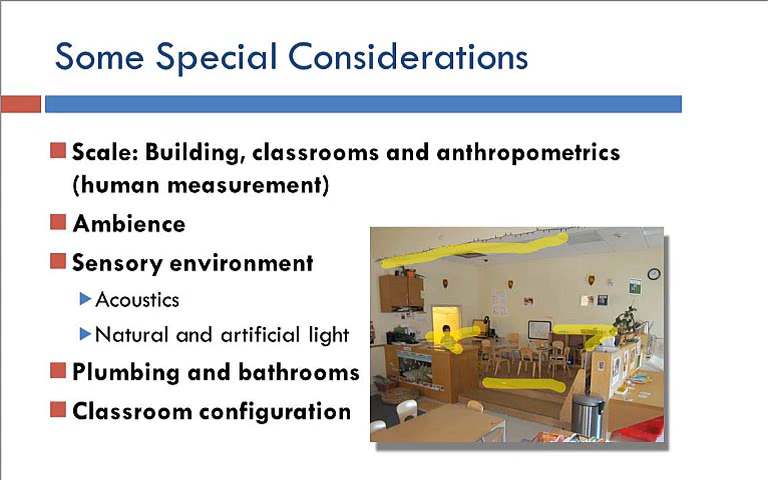 Some Special Considerations
Scale: Building, classrooms and anthropometrics
(human measurement)
Ambience
Sensory environment
Acoustics
Natural and artificial light
Plumbing and bathrooms
Classroom configuration